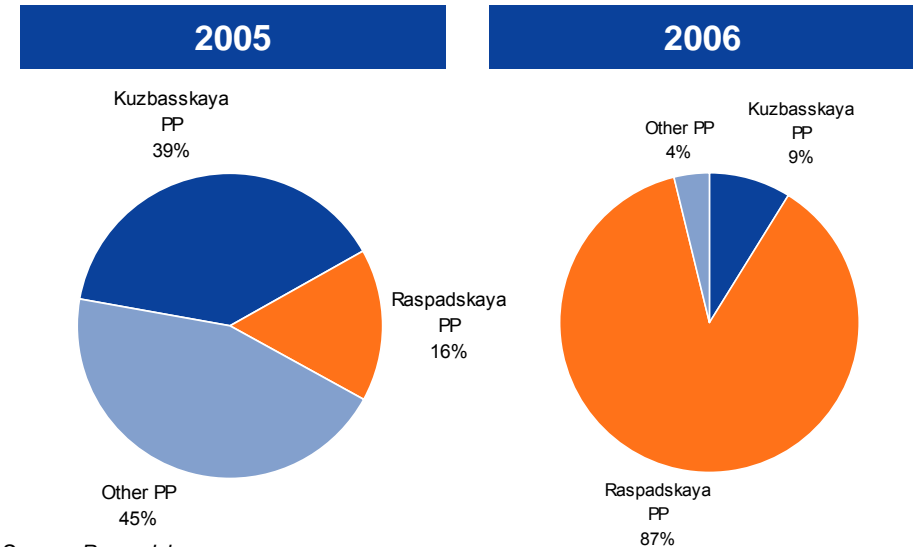 2005
2006
Kuzbasskaya
PP
39%
Raspadskaya
PP
16%
Other PP
45%
Other PP
4%
Kuzbasskaya
PP
9%
Raspadskaya
PP
87%